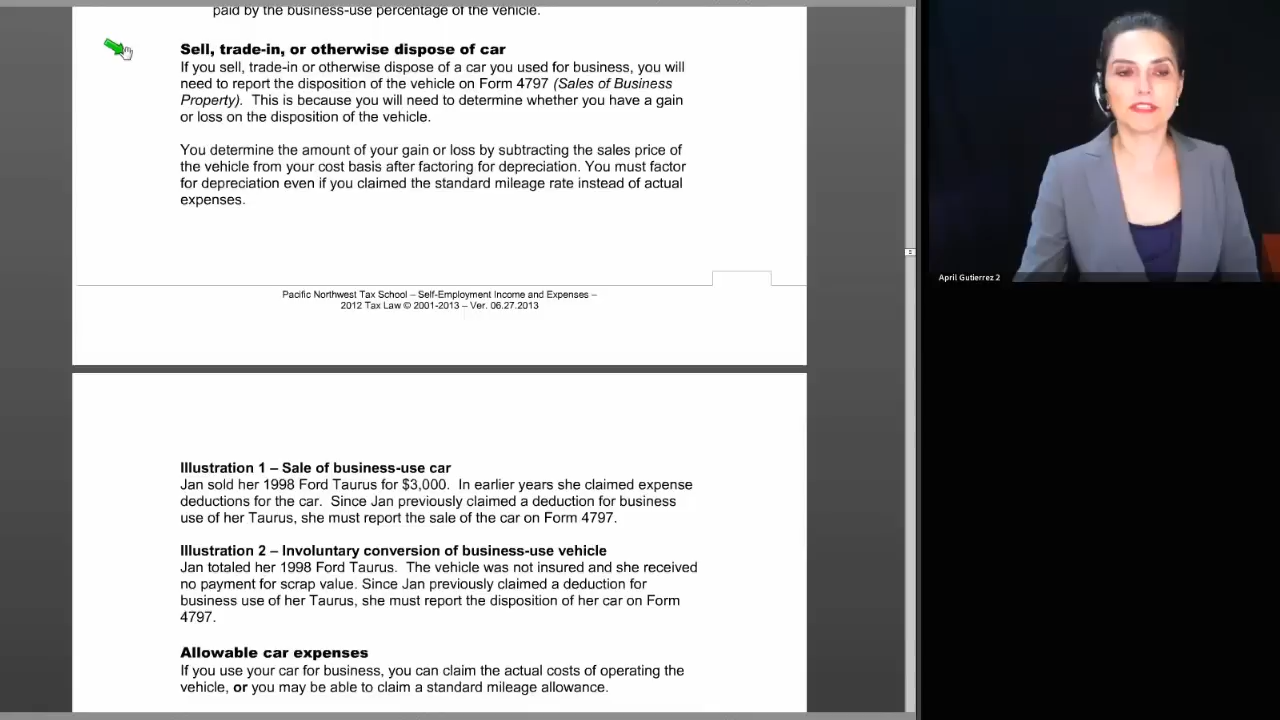 paid by the business-use percentage of the vehicle.
Sell, trade-in, or otherwise dispose of car
If you sell, trade-in or otherwise dispose of a car you used for business, you will
need to report the disposition of the vehicle on Form 4797 (Sales of Business
Property). This is because you will need to determine whether you have a gain
or loss on the disposition of the vehicle.
You determine the amount of your gain or loss by subtracting the sales price of
the vehicle from your cost basis after factoring for depreciation. You must factor
for depreciation even if you claimed the standard mileage rate instead of actual
expenses.
Pacific Northwest Tax School – Self-Employment Income and Expenses –
2012 Tax Law © 2001-2013 – Ver. 06.27.2013
Illustration 1 – Sale of business-use car
Jan sold her 1998 Ford Taurus for $3,000. In earlier years she claimed expense
deductions for the car. Since Jan previously claimed a deduction for business
use of her Taurus, she must report the sale of the car on Form 4797.
Illustration 2 – Involuntary conversion of business-use vehicle
Jan totaled her 1998 Ford Taurus. The vehicle was not insured and she received
no payment for scrap value. Since Jan previously claimed a deduction for
business use of her Taurus, she must report the disposition of her car on Form
4797.
Allowable car expenses
If you use your car for business, you can claim the actual costs of operating the
vehicle, or you may be able to claim a standard mileage allowance.
April Gutierrez 2